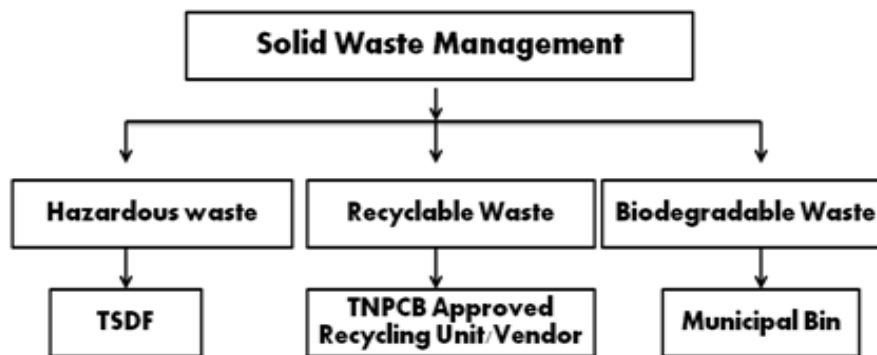 Solid Waste Management
Hazardous waste
Recyclable Waste
Biodegradable Waste
TSDF
TNPCB Approved
Recycling Unit/Vendor
Municipal Bin